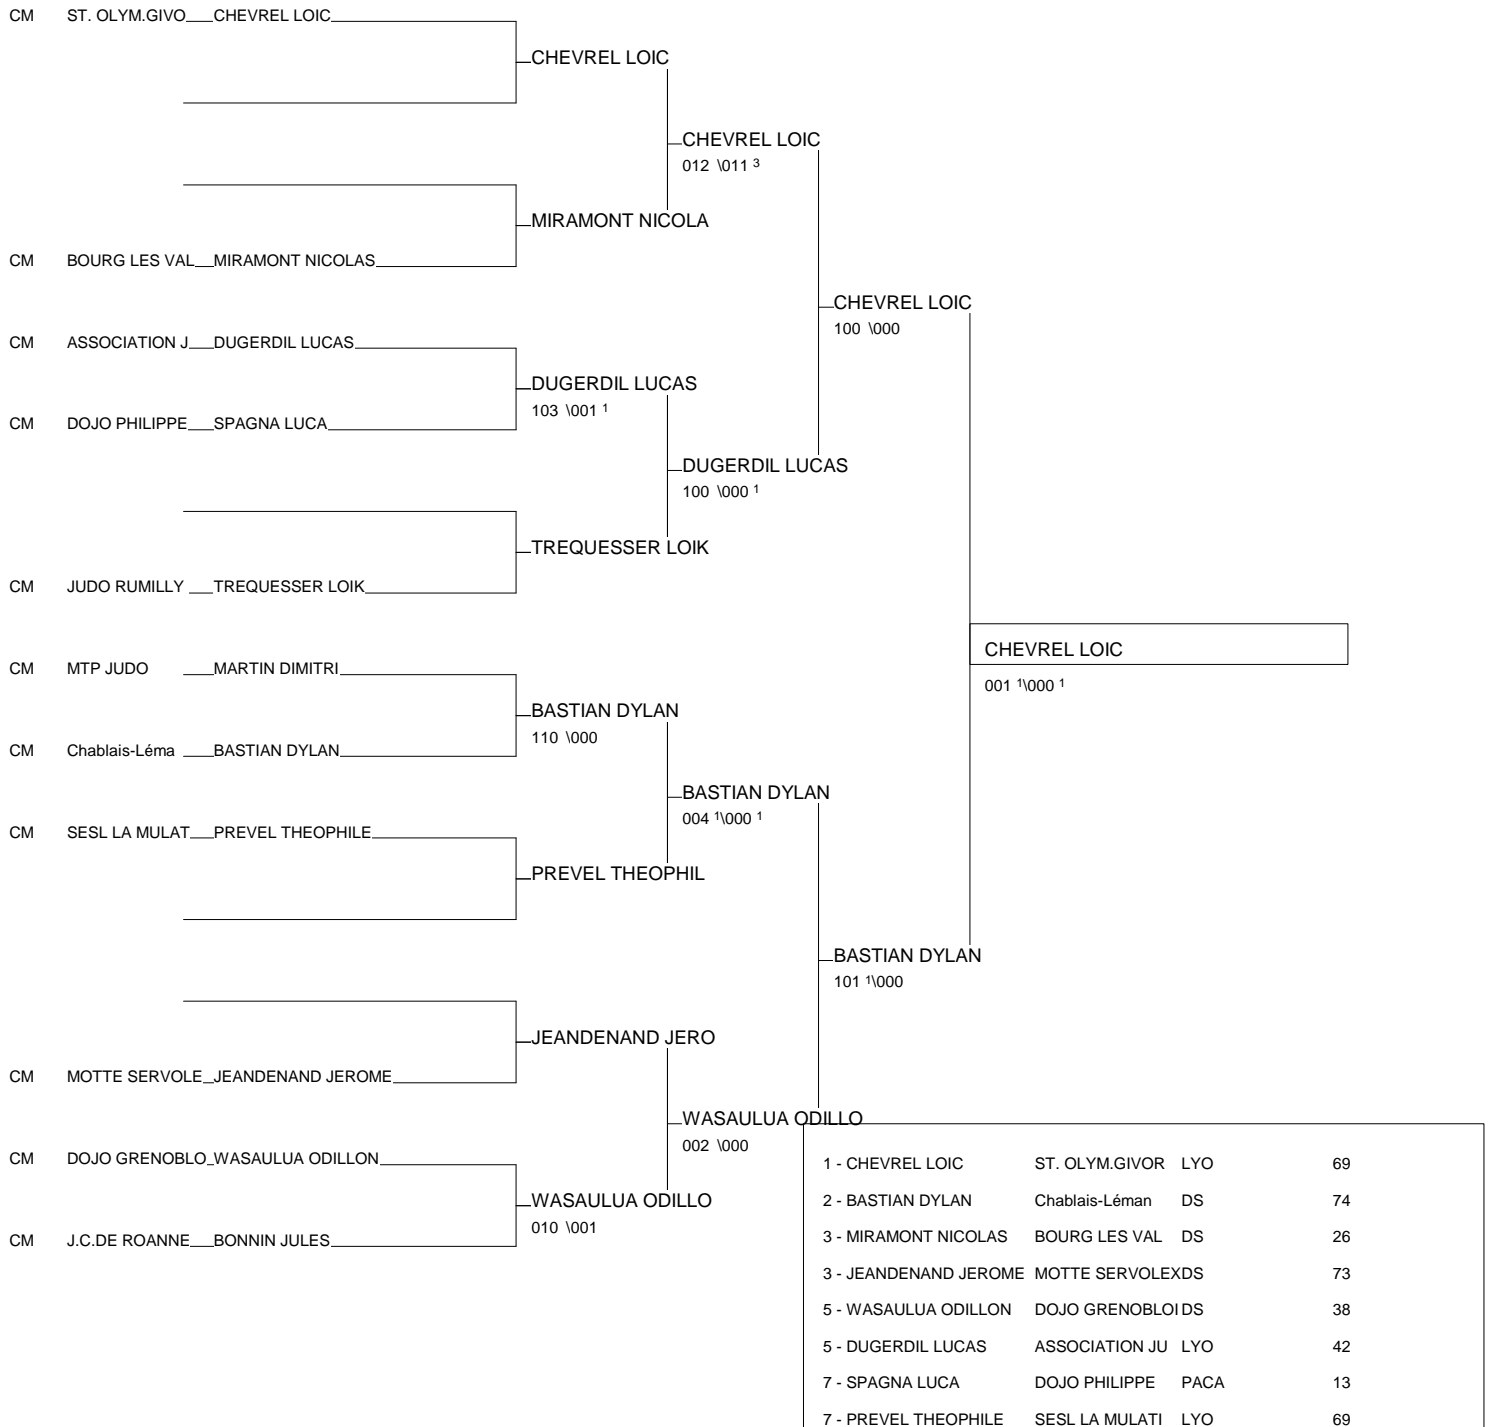 CM ST. OLYM.GIVO CHEVREL LOIC
CHEVREL LOIC
CHEVREL LOIC
012 \011 3
MIRAMONT NICOLA
CM BOURG LES VAL MIRAMONT NICOLAS
CHEVREL LOIC
100 \000
CM ASSOCIATION J DUGERDIL LUCAS
DUGERDIL LUCAS
103 \001 1
CM DOJO PHILIPPE SPAGNA LUCA
DUGERDIL LUCAS
100 \000 1
TREQUESSER LOIK
CM JUDO RUMILLY TREQUESSER LOIK
CHEVREL LOIC
001 1\000 1
CM MTP JUDO MARTIN DIMITRI
BASTIAN DYLAN
110 \000
CM Chablais-Léma BASTIAN DYLAN
BASTIAN DYLAN
004 1\000 1
CM SESL LA MULAT PREVEL THEOPHILE
PREVEL THEOPHIL
BASTIAN DYLAN
101 1\000
JEANDENAND JERO
CM MOTTE SERVOLE JEANDENAND JEROME
WASAULUA ODILLO
002 \000
CM DOJO GRENOBLO WASAULUA ODILLON
WASAULUA ODILLO
010 \001
CM J.C.DE ROANNE BONNIN JULES
1 - CHEVREL LOIC ST. OLYM.GIVOR LYO 69
2 - BASTIAN DYLAN Chablais-Léman DS 74
3 - MIRAMONT NICOLAS BOURG LES VAL DS 26
3 - JEANDENAND JEROME MOTTE SERVOLEXDS 73
5 - WASAULUA ODILLON DOJO GRENOBLOI DS 38
5 - DUGERDIL LUCAS ASSOCIATION JU LYO 42
7 - SPAGNA LUCA DOJO PHILIPPE PACA 13
7 - PREVEL THEOPHILE SESL LA MULATI LYO 69